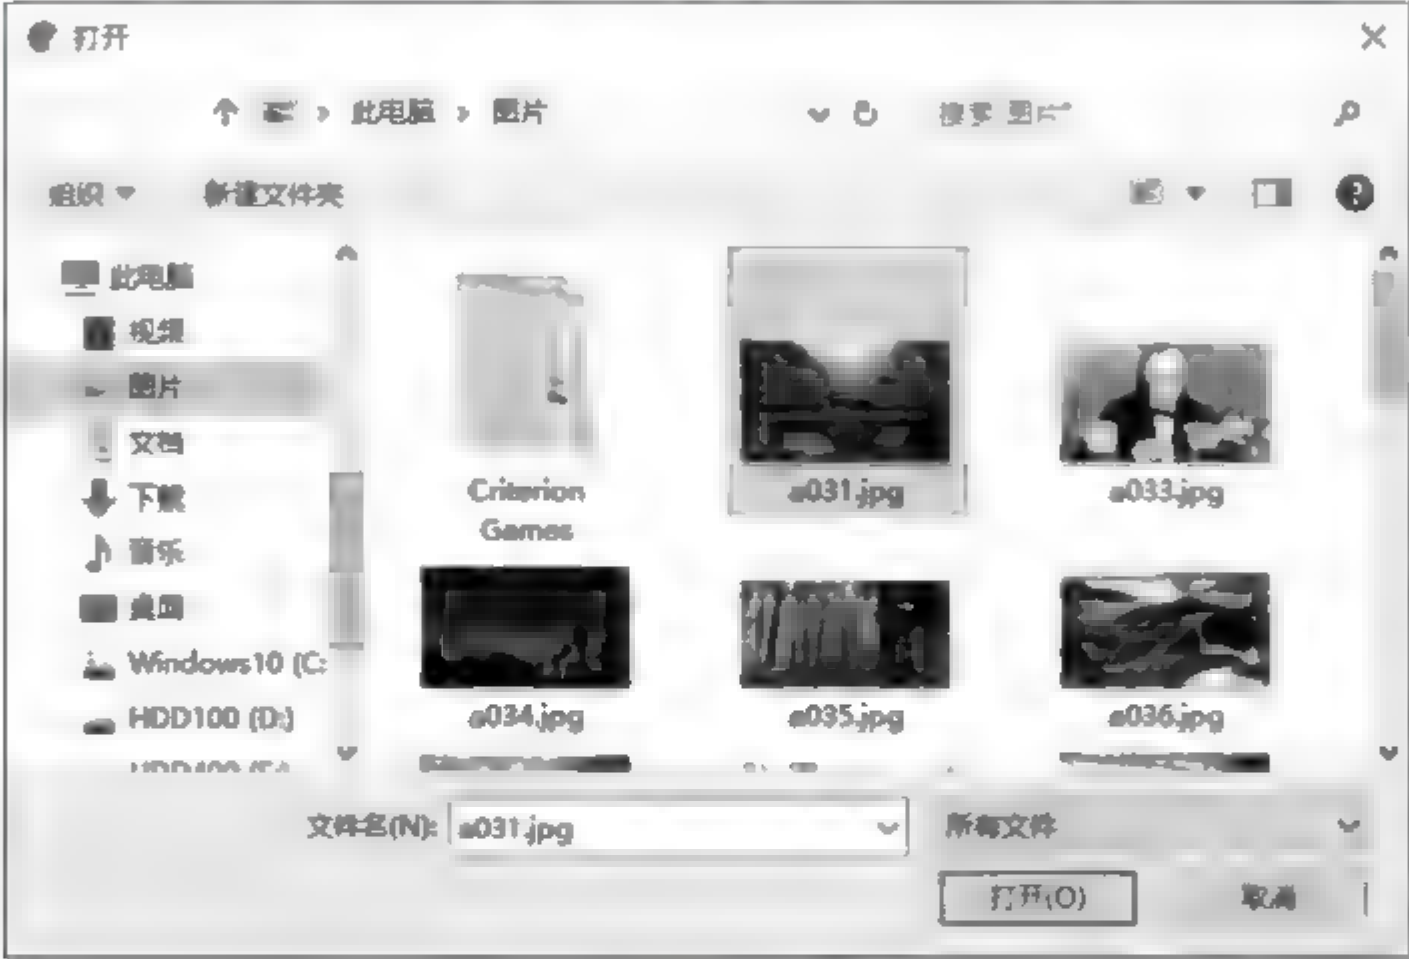 打开
此电脑 › 图片
搜索"图片"
组织
新建文件夹
此电脑
视频
图片
文档
下载
音乐
桌面
Windows10 (C:
HDD100 (D:)
Criterion
Games
a031.jpg
a033.jpg
a034.jpg
a035.jpg
a036.jpg
文件名(N):
a031.jpg
所有文件
打开(O)
取消